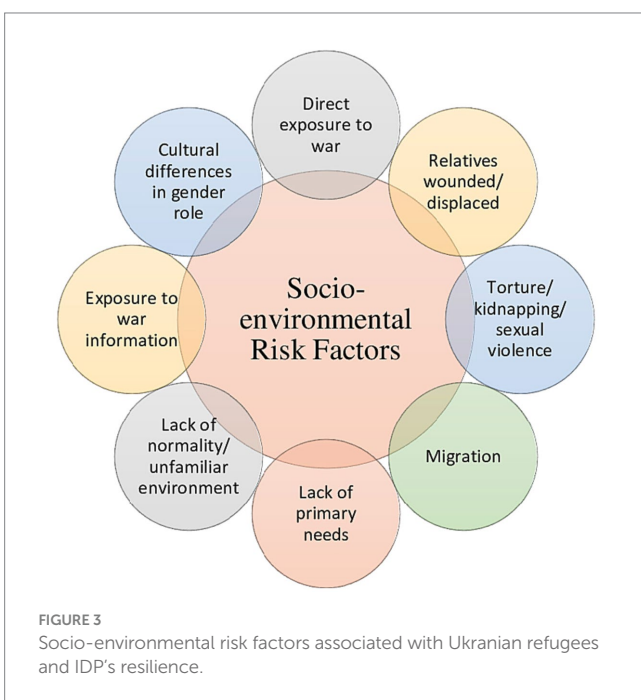 Direct
exposure to
war
Relatives
wounded/
displaced
Torture/
kidnapping/
sexual
violence
Migration
Lack of
primary
needs
Lack of
normality/
unfamiliar
environment
Exposure to
war
information
Cultural
differences
in gender
role
Socio-
environmental
Risk Factors
FIGURE 3
Socio-environmental risk factors associated with Ukranian refugees
and IDP's resilience.